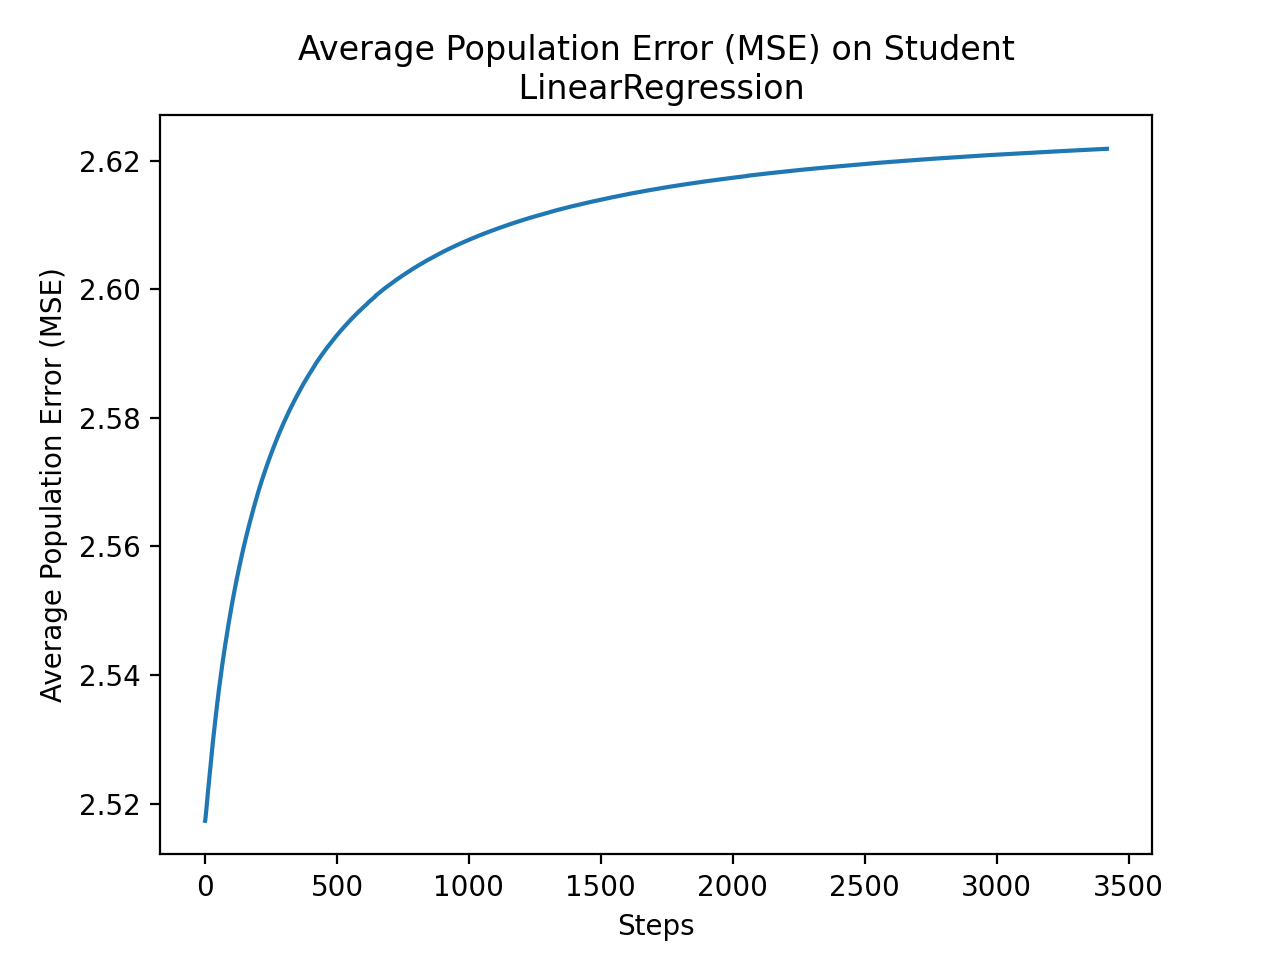 Average Population Error (MSE) on Student
LinearRegression
Average Population Error (MSE)
2.62
2.60
2.58
2.56
2.54
2.52
0 500 1000 1500 2000 2500 3000 3500
Steps